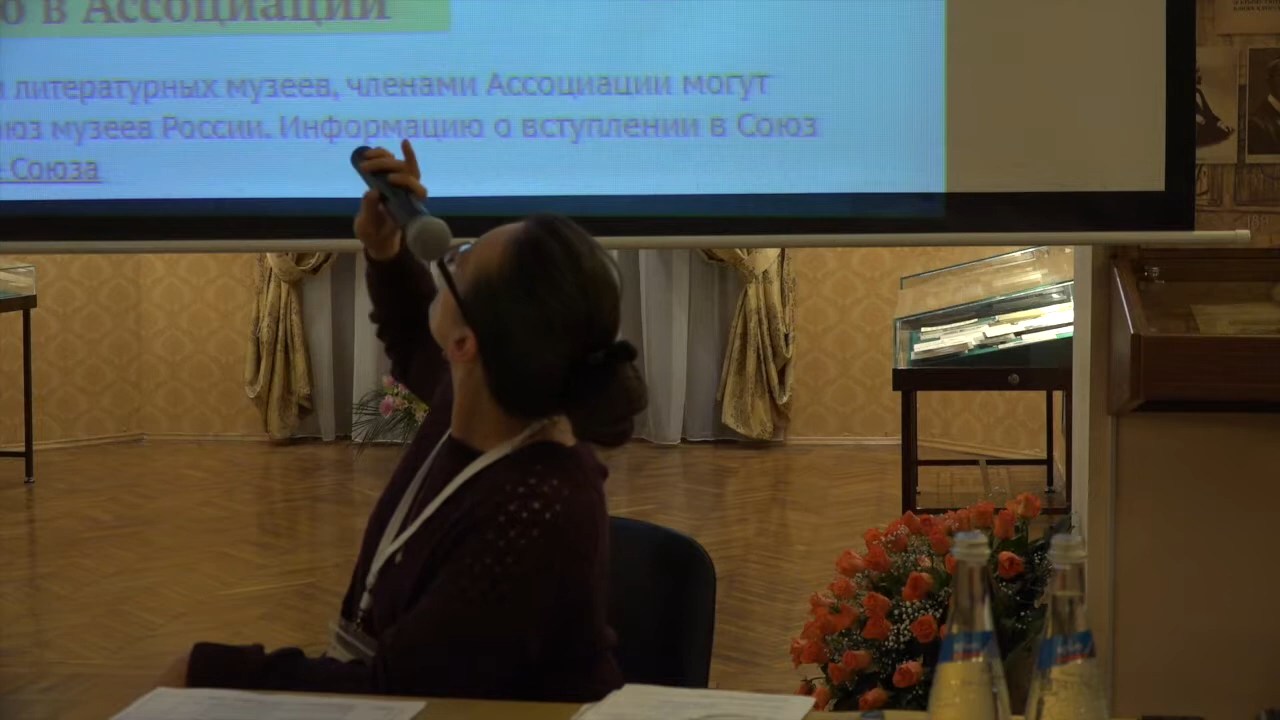 о в Ассоциации
и литературных музеев, членами Ассоциации могут
юз музеев России. Информацию о вступлении в Союз
Союза